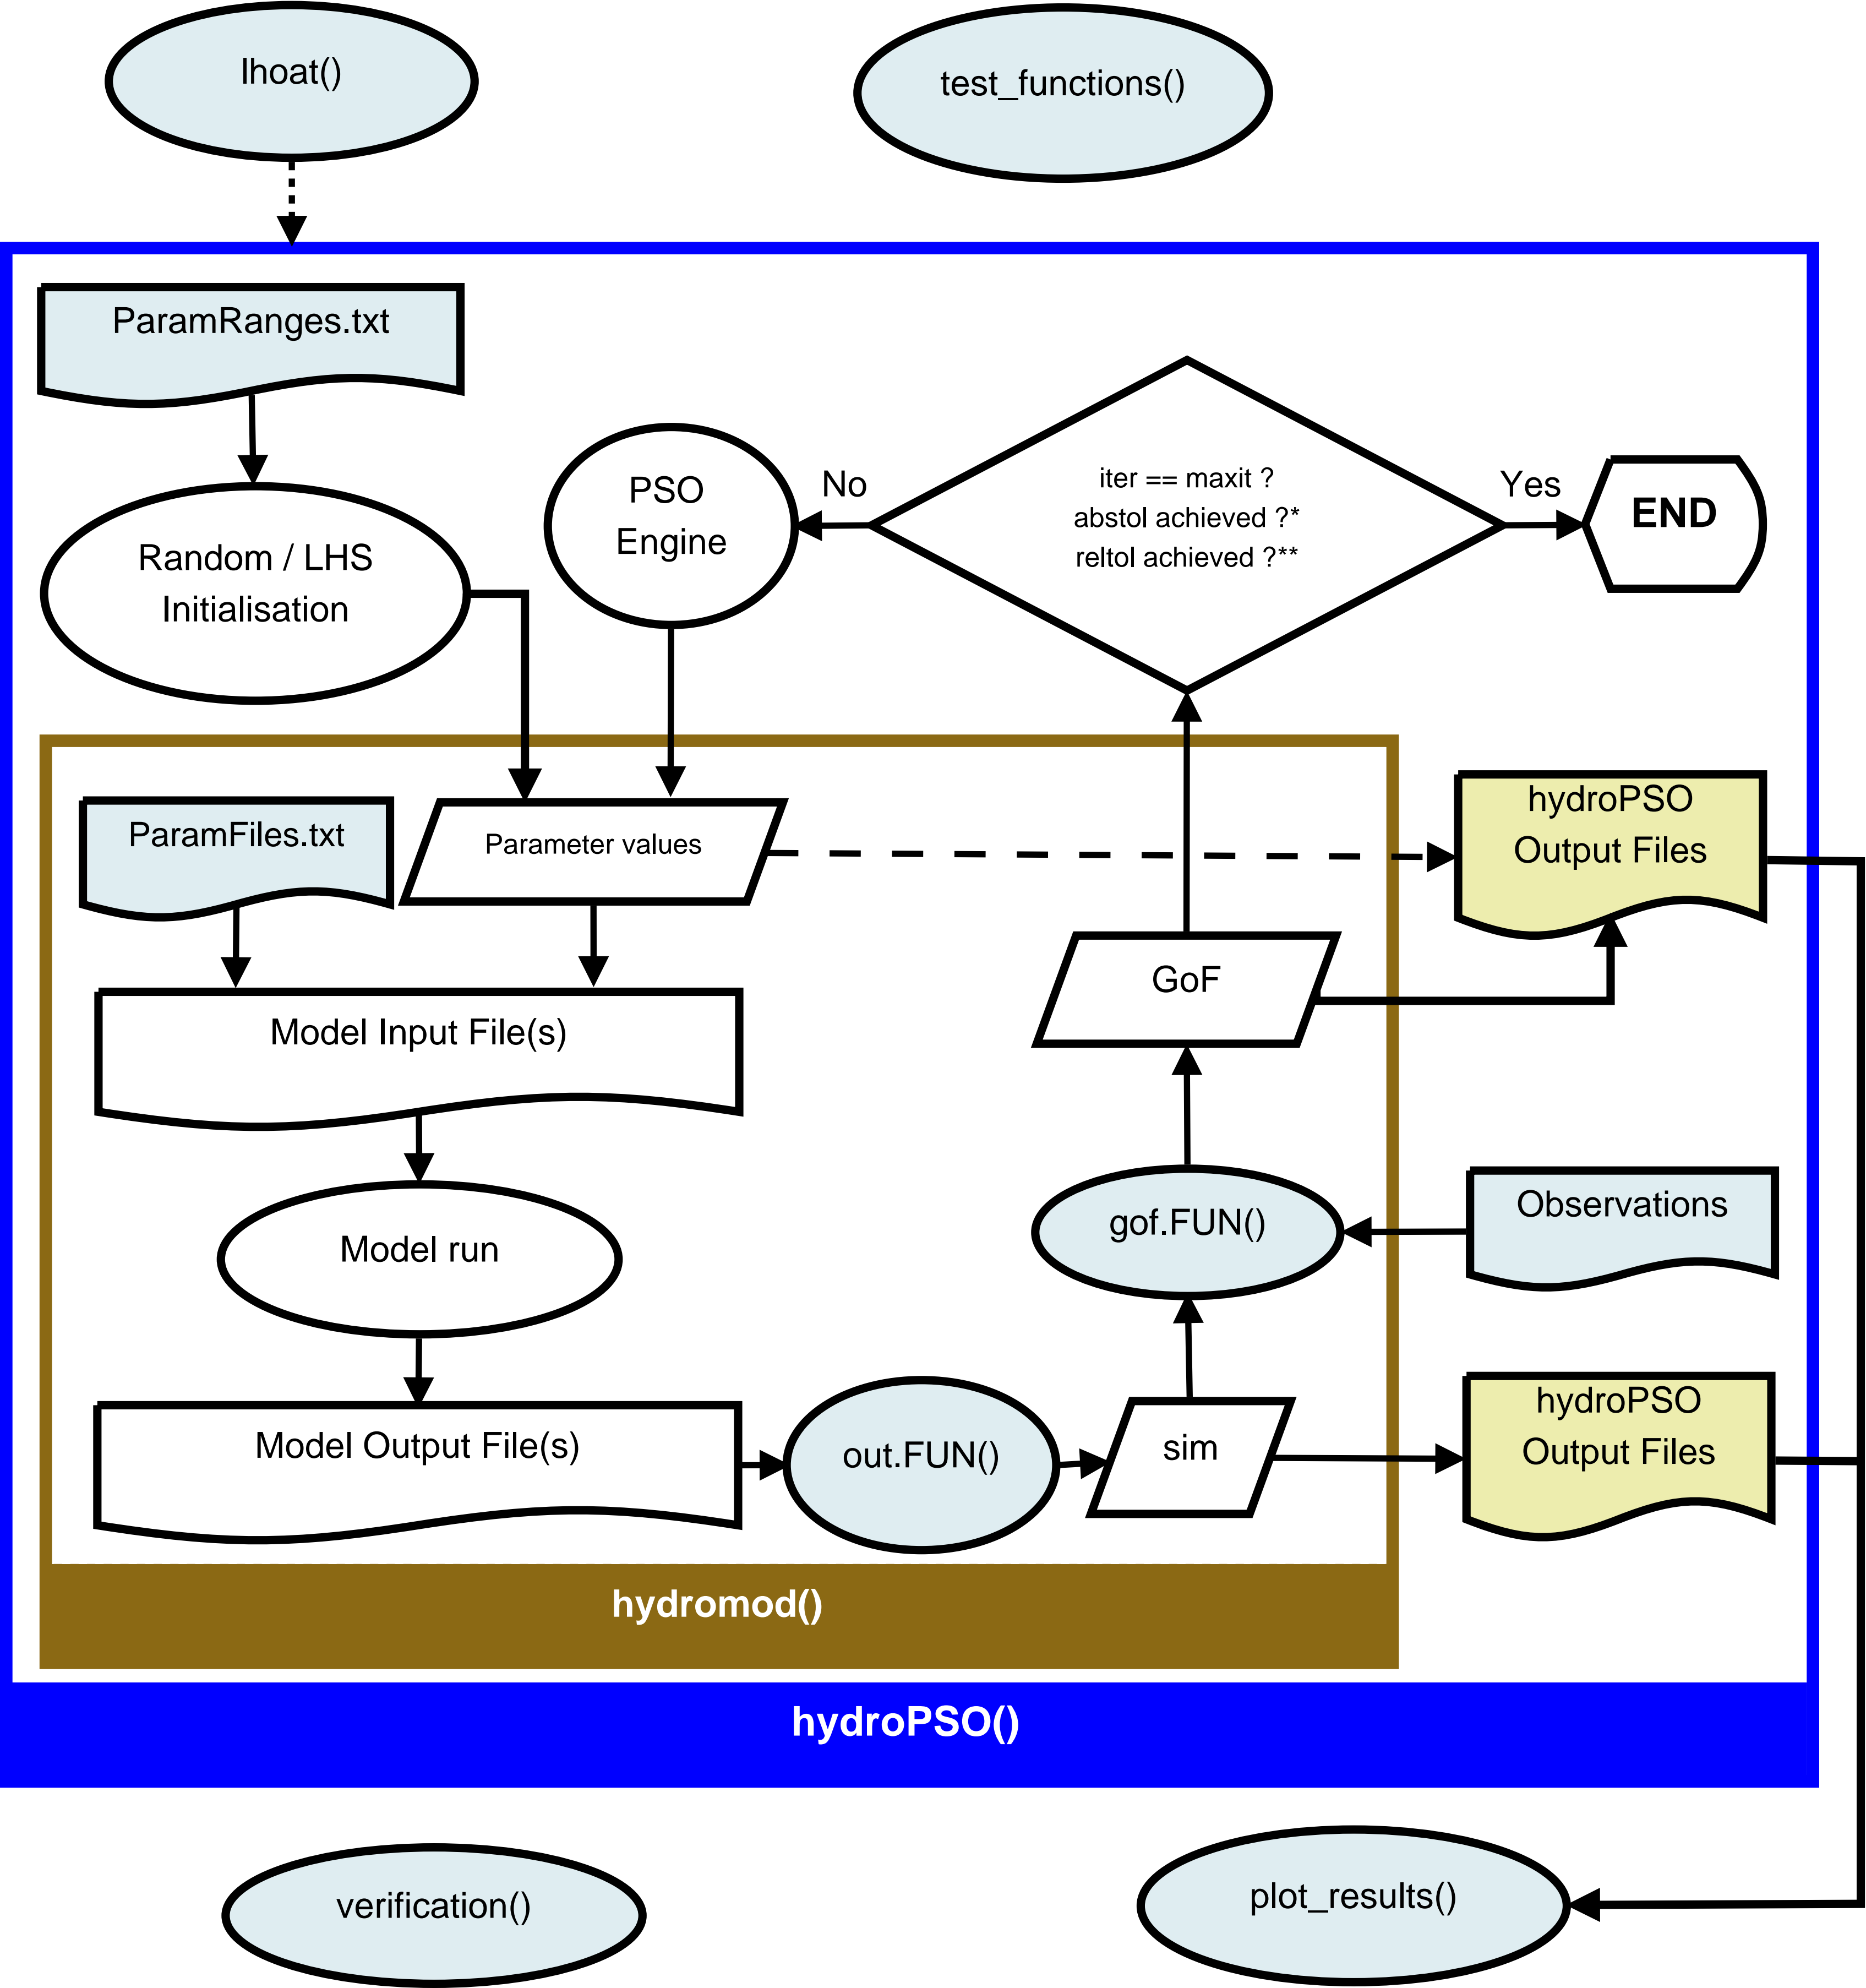 lhoat()
test_functions()
ParamRanges.txt
Random / LHS
Initialisation
PSO
Engine
No
iter == maxit ?
abstol achieved ?*
reltol achieved ?**
Yes
END
ParamFiles.txt
Parameter values
hydroPSO
Output Files
Model Input File(s)
GoF
Model run
gof.FUN()
Observations
Model Output File(s)
out.FUN()
sim
hydroPSO
Output Files
hydromod()
hydroPSO()
verification()
plot_results()